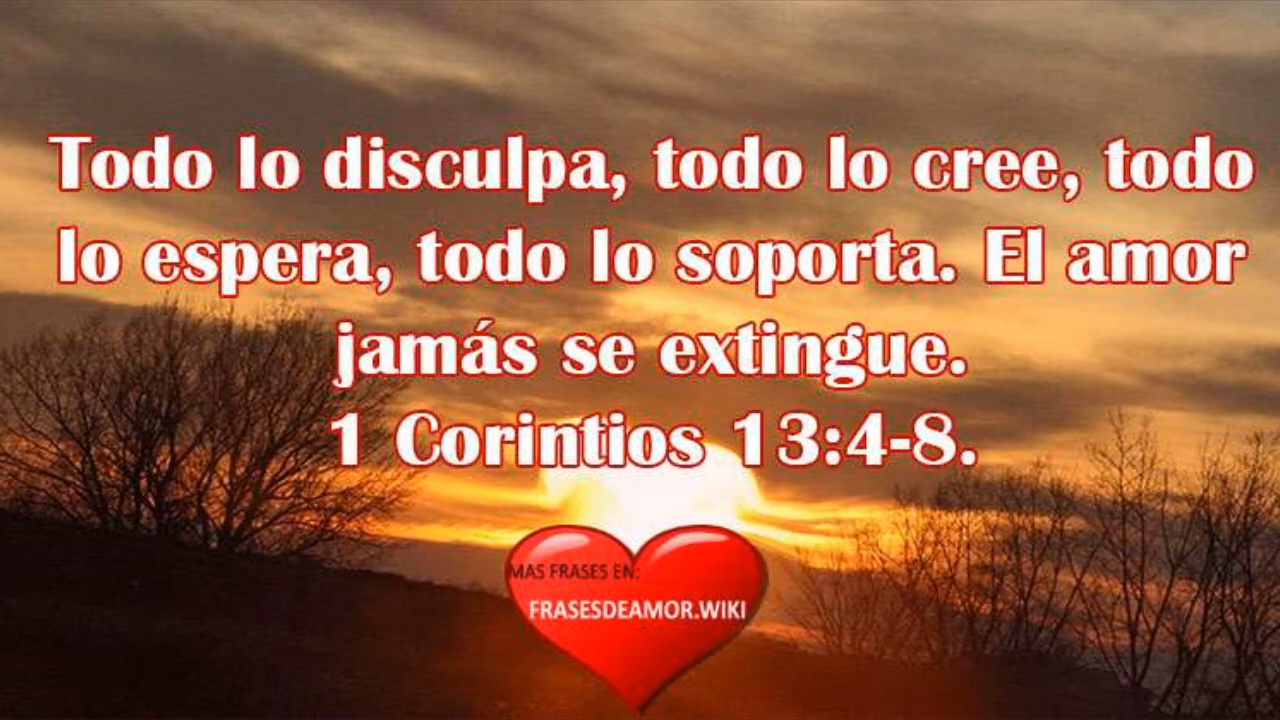 Todo lo disculpa, todo lo cree, todo
lo espera, todo lo soporta. El amor
jamás se extingue.
1 Corintios 13:4-8.
MAS FRASES EN:
FRASESDEAMOR.WIKI